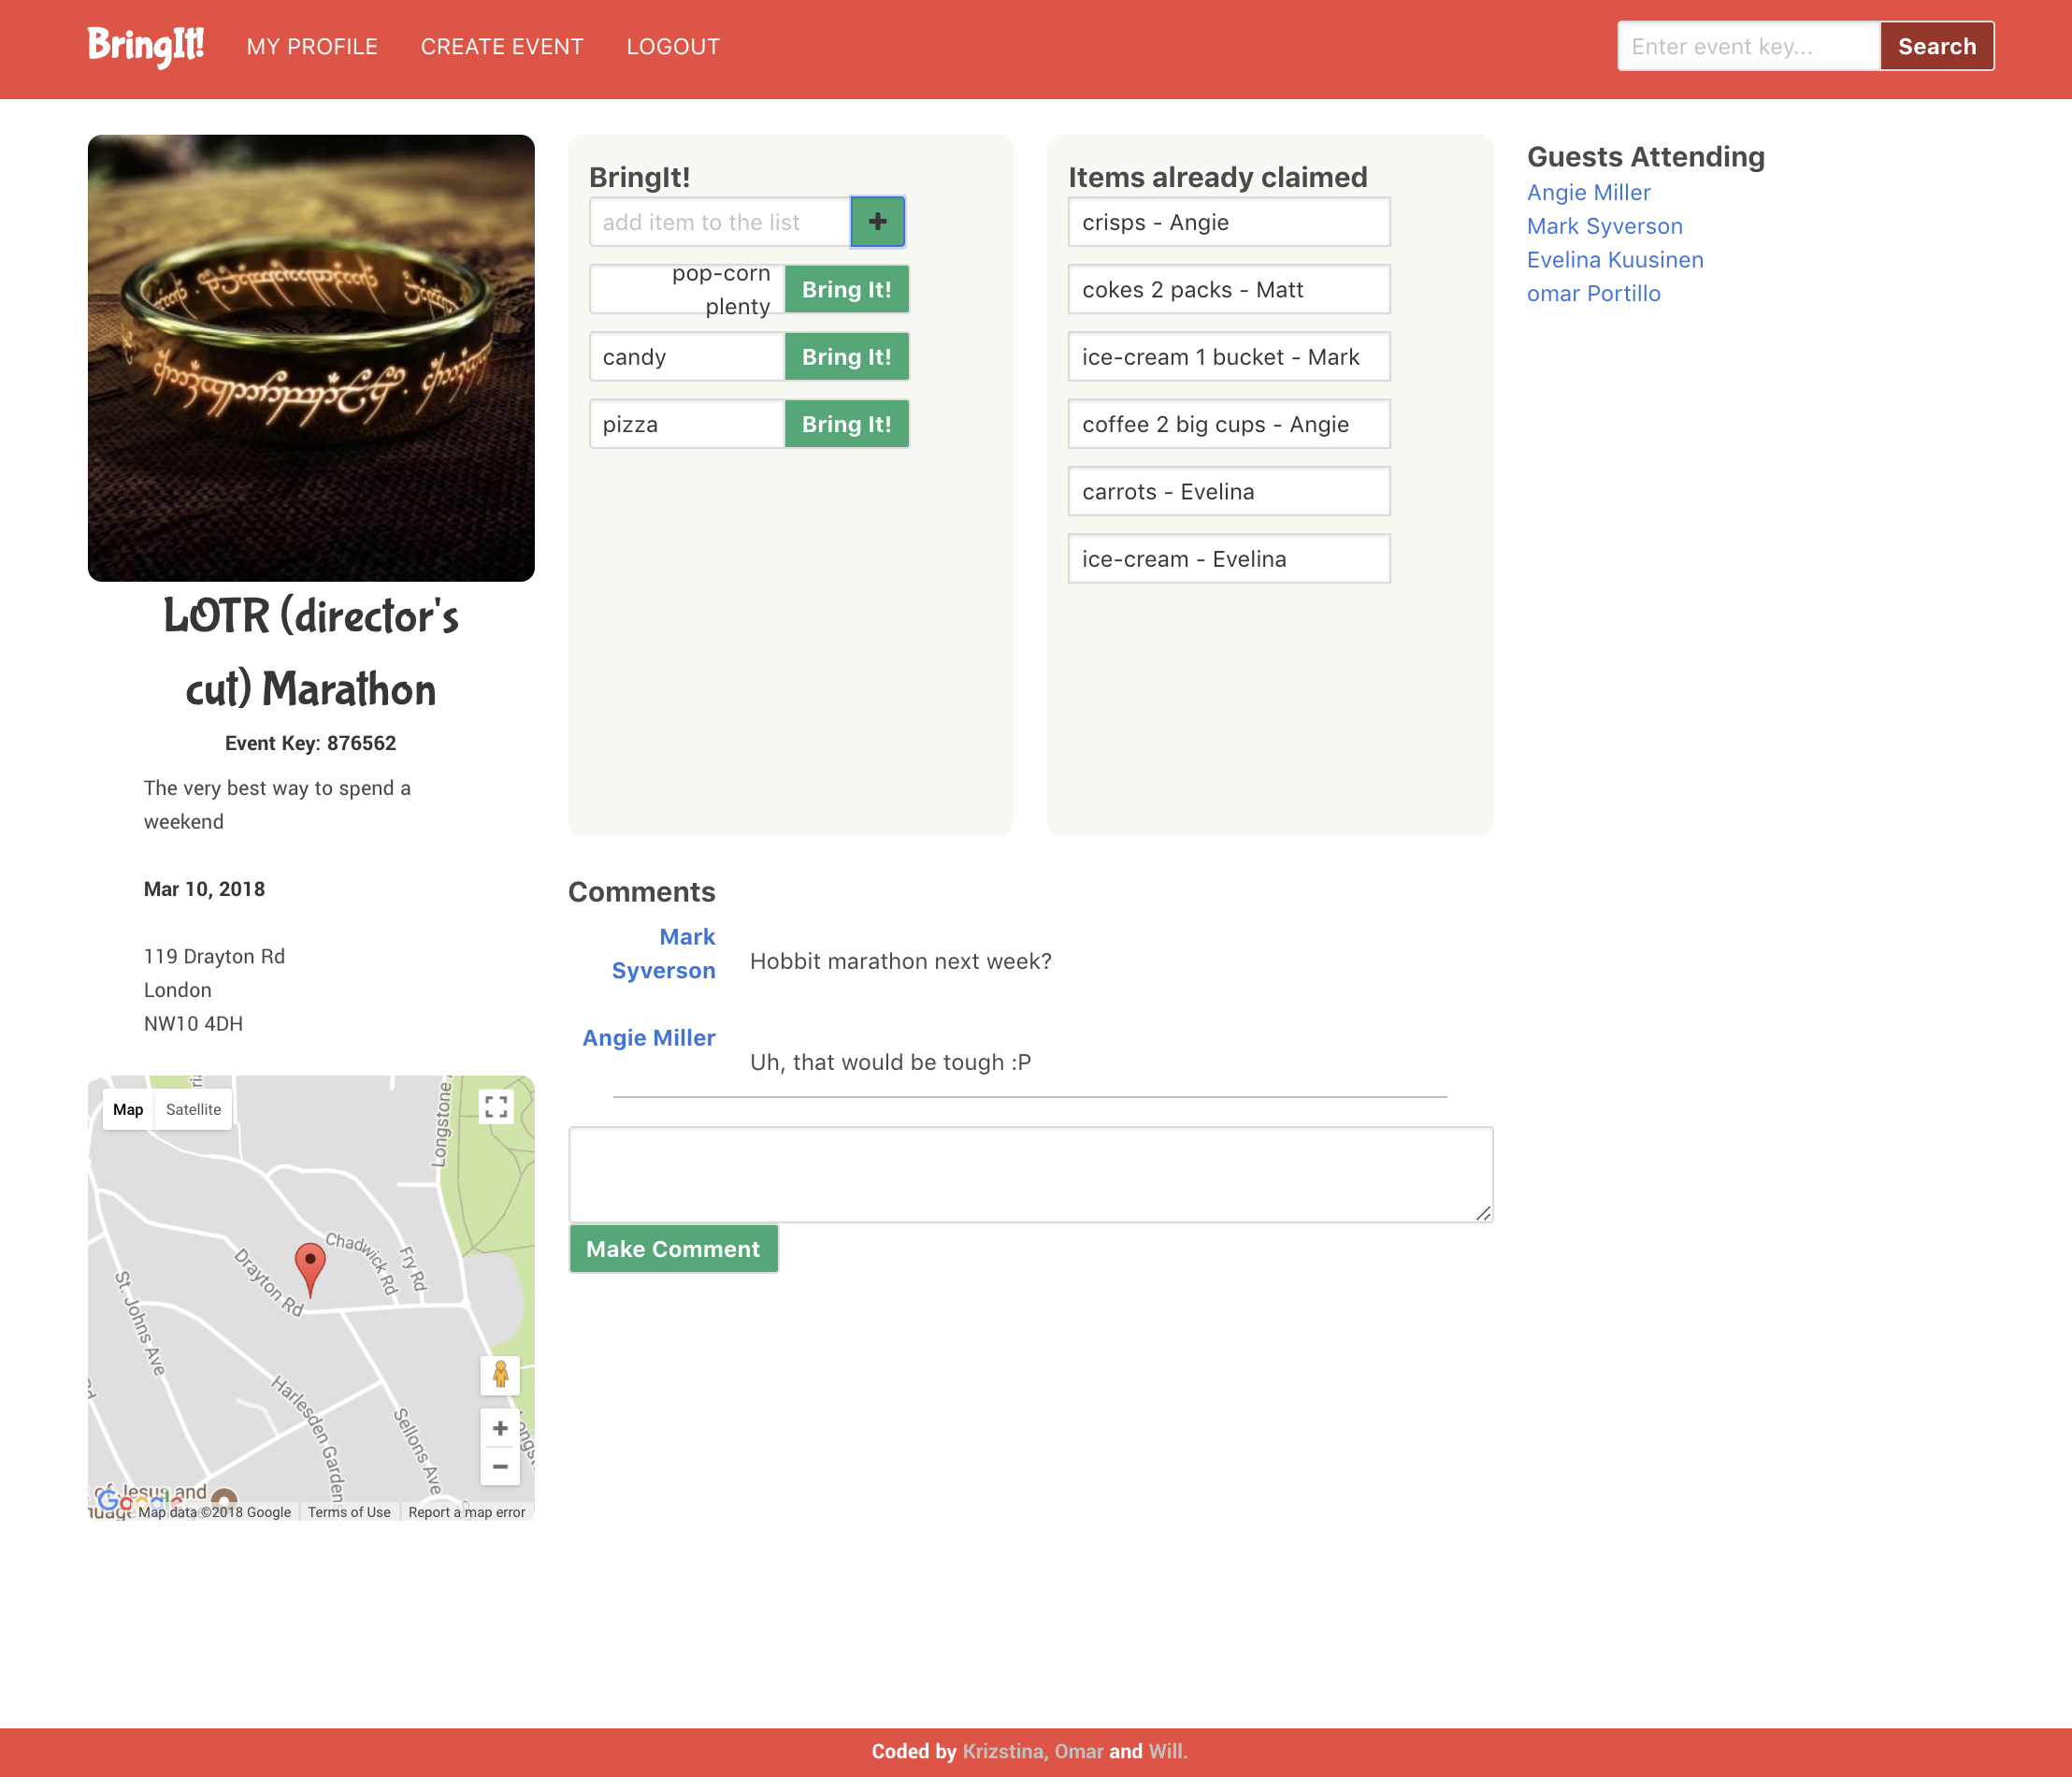 BringIt!
MY PROFILE
CREATE EVENT
LOGOUT
Enter event key...
Search
LOTR (director's
cut) Marathon
Event Key: 876562
The very best way to spend a
weekend
Mar 10, 2018
119 Drayton Rd
London
NW10 4DH
Map
Satellite
Longstone
Chadwick Rd
Fry Rd
Drayton Rd
St. Johns Ave
Harlesden Gardens
Sellons Ave
of Jesus and
Google
Map data ©2018 Google
Terms of Use
Report a map error
BringIt!
add item to the list
+
pop-corn
plenty
Bring It!
candy
Bring It!
pizza
Bring It!
Items already claimed
crisps - Angie
cokes 2 packs - Matt
ice-cream 1 bucket - Mark
coffee 2 big cups - Angie
carrots - Evelina
ice-cream - Evelina
Guests Attending
Angie Miller
Mark Syverson
Evelina Kuusinen
omar Portillo
Comments
Mark
Syverson
Hobbit marathon next week?
Angie Miller
Uh, that would be tough :P
Make Comment
Coded by Krizstina, Omar and Will.